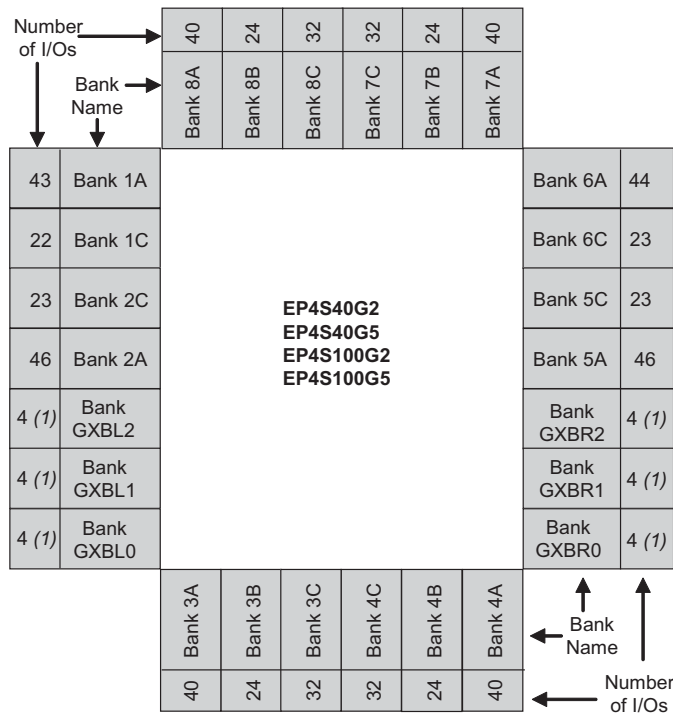 Number
of I/Os
Bank
Name
40 24 32 32 24 40
Bank 8A Bank 8B Bank 8C Bank 7C Bank 7B Bank 7A
43 Bank 1A
22 Bank 1C
23 Bank 2C
46 Bank 2A
4 (1) Bank
GXBL2
4 (1) Bank
GXBL1
4 (1) Bank
GXBL0
EP4S40G2
EP4S40G5
EP4S100G2
EP4S100G5
Bank 6A 44
Bank 6C 23
Bank 5C 23
Bank 5A 46
Bank
GXBR2 4 (1)
Bank
GXBR1 4 (1)
Bank
GXBR0 4 (1)
Bank 3A Bank 3B Bank 3C Bank 4C Bank 4B Bank 4A
40 24 32 32 24 40
Bank
Name
Number
of I/Os